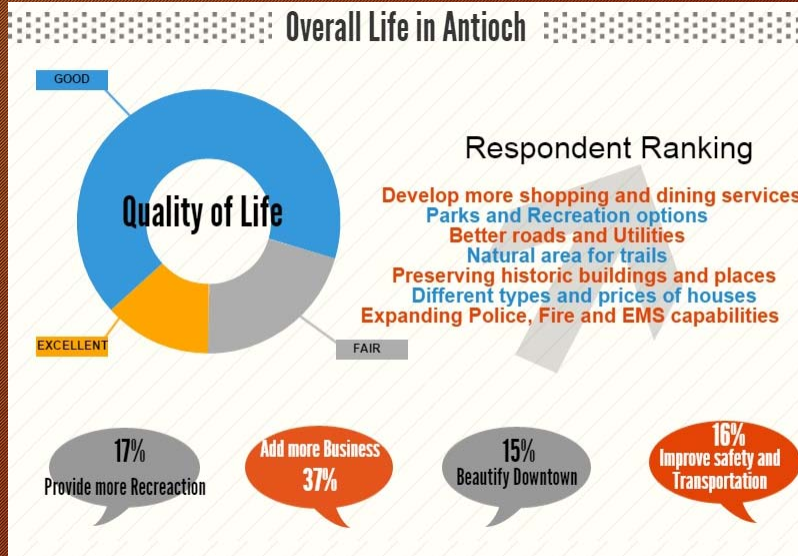 Overall Life in Antioch
GOOD
Quality of Life
EXCELLENT
FAIR
Respondent Ranking
Develop more shopping and dining services
Parks and Recreation options
Better roads and Utilities
Natural area for trails
Preserving historic buildings and places
Different types and prices of houses
Expanding Police, Fire and EMS capabilities
17%
Provide more Recreaction
Add more Business
37%
15%
Beautify Downtown
16%
Improve safety and
Transportation